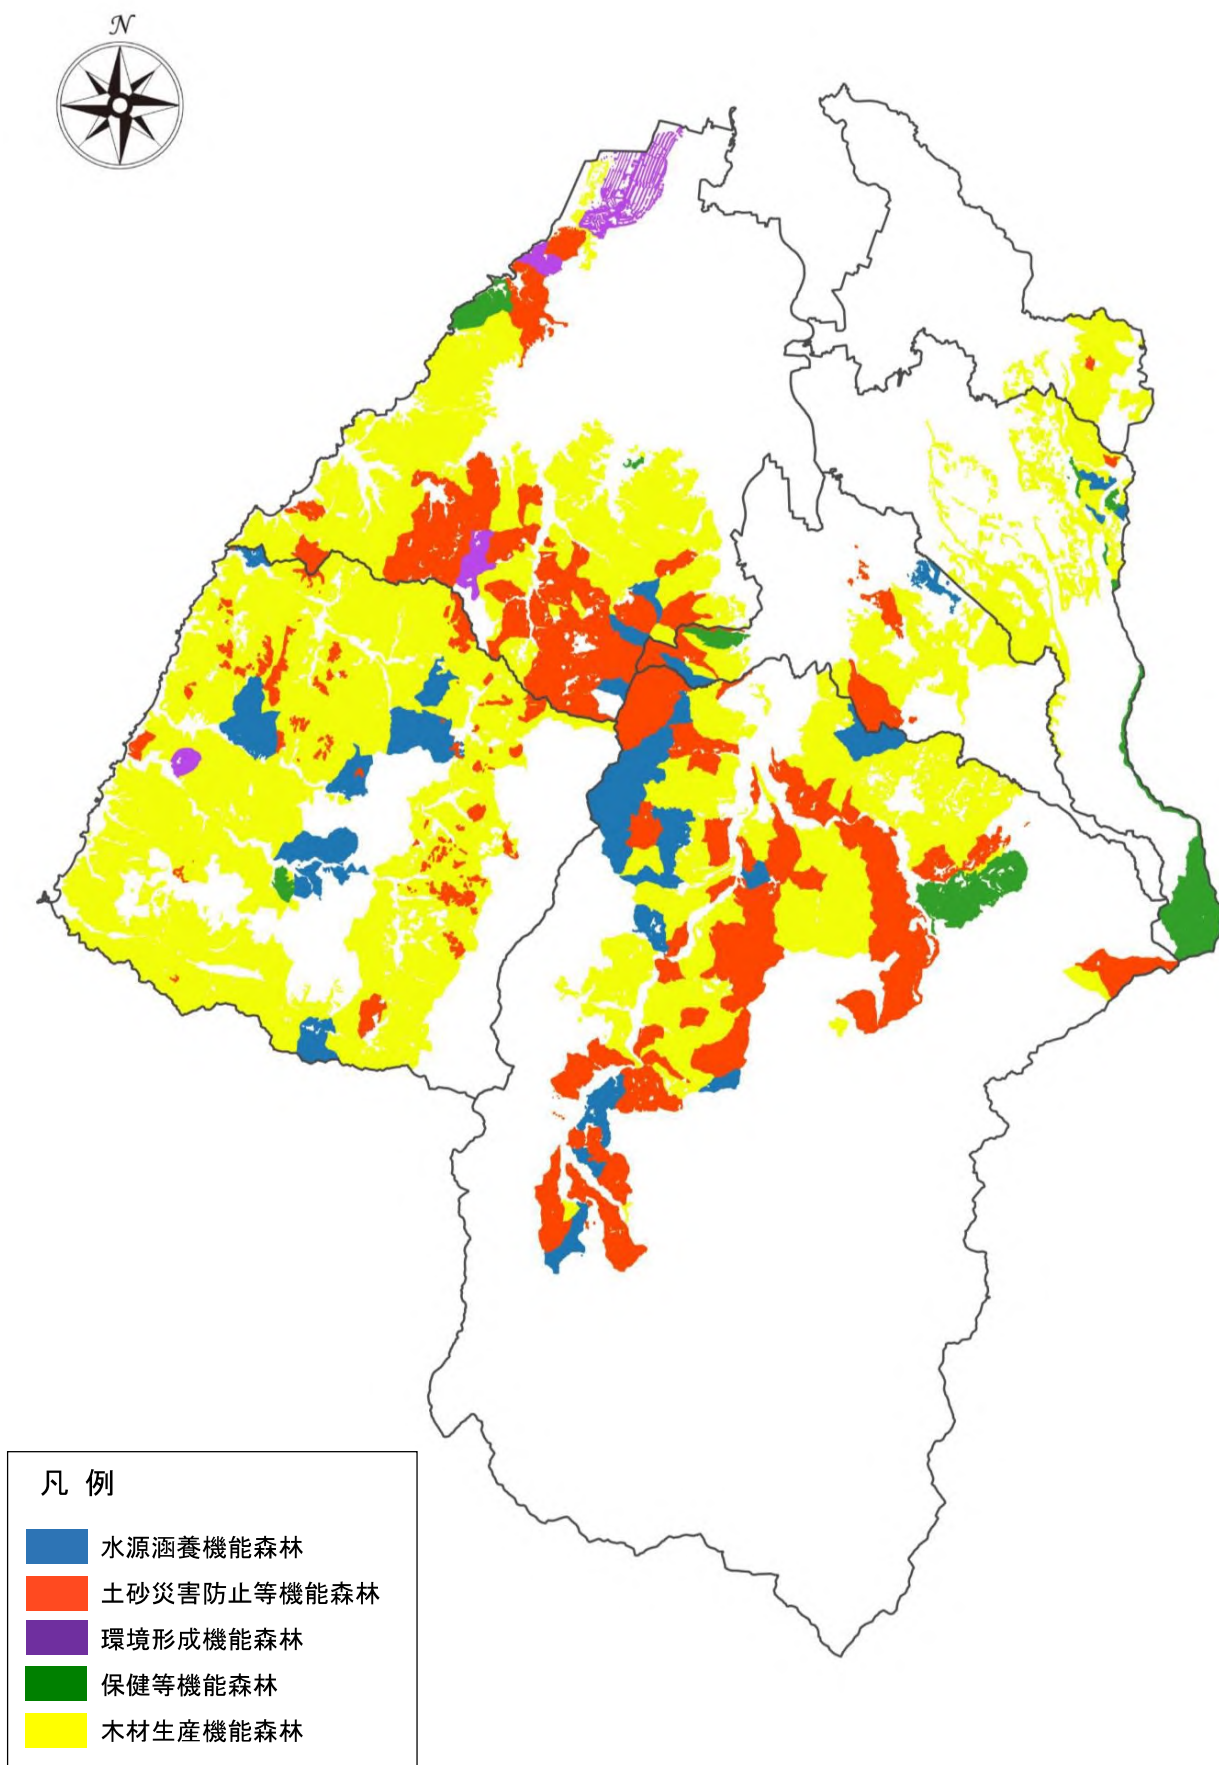 N
凡 例
水源涵養機能森林
土砂災害防止等機能森林
環境形成機能森林
保健等機能森林
木材生産機能森林